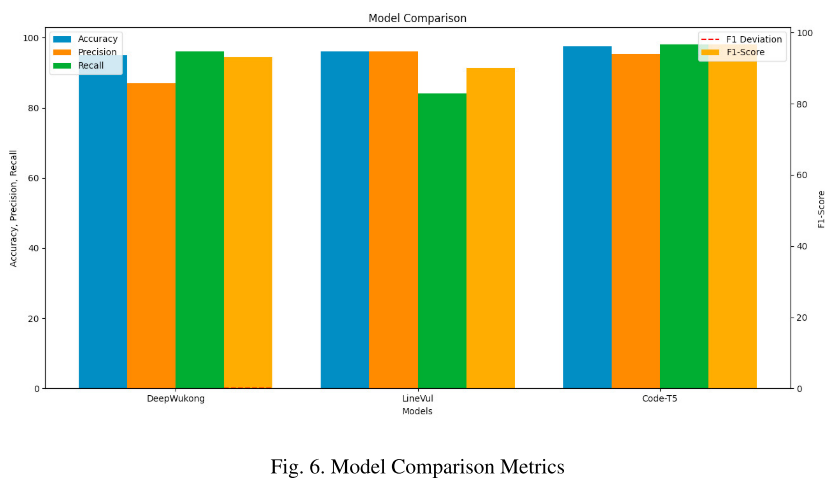 Model Comparison
100
80
60
40
20
0
Accuracy, Precision, Recall
Accuracy
Precision
Recall
F1 Deviation
F1-Score
100
80
60
40
20
0
F1-Score
DeepWukong
LineVul
Code-T5
Models
Fig. 6. Model Comparison Metrics